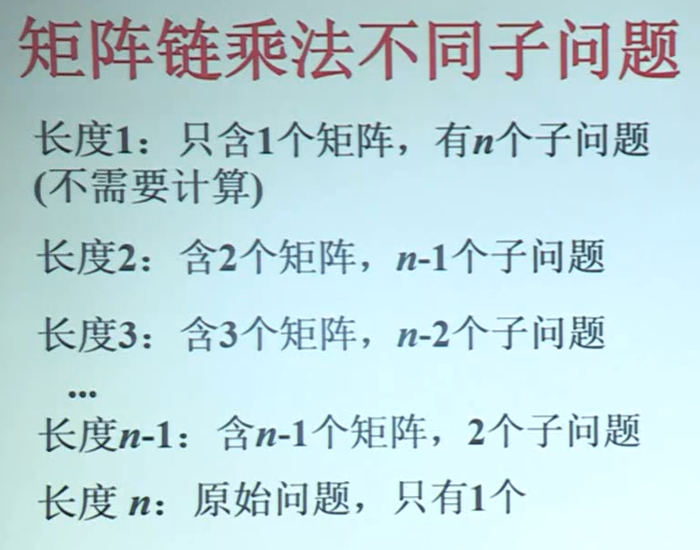 矩阵链乘法不同子问题
长度1：只含1个矩阵，有n个子问题
(不需要计算)
长度2：含2个矩阵，n-1个子问题
长度3：含3个矩阵，n-2个子问题
...
长度n-1：含n-1个矩阵，2个子问题
长度 n：原始问题，只有1个